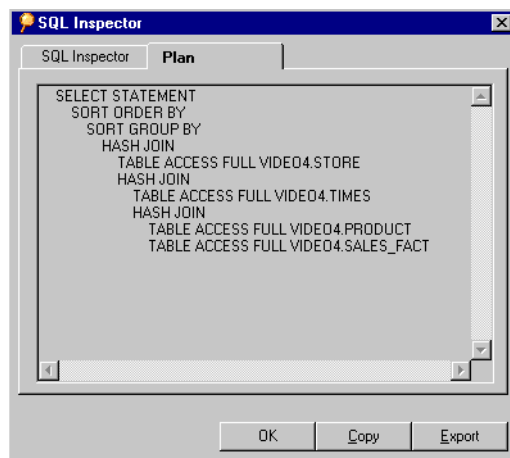 SQL Inspector
SQL Inspector Plan
SELECT STATEMENT
SORT ORDER BY
SORT GROUP BY
HASH JOIN
TABLE ACCESS FULL VIDEO4.STORE
HASH JOIN
TABLE ACCESS FULL VIDEO4.TIMES
HASH JOIN
TABLE ACCESS FULL VIDEO4.PRODUCT
TABLE ACCESS FULL VIDEO4.SALES_FACT
OK Copy Export